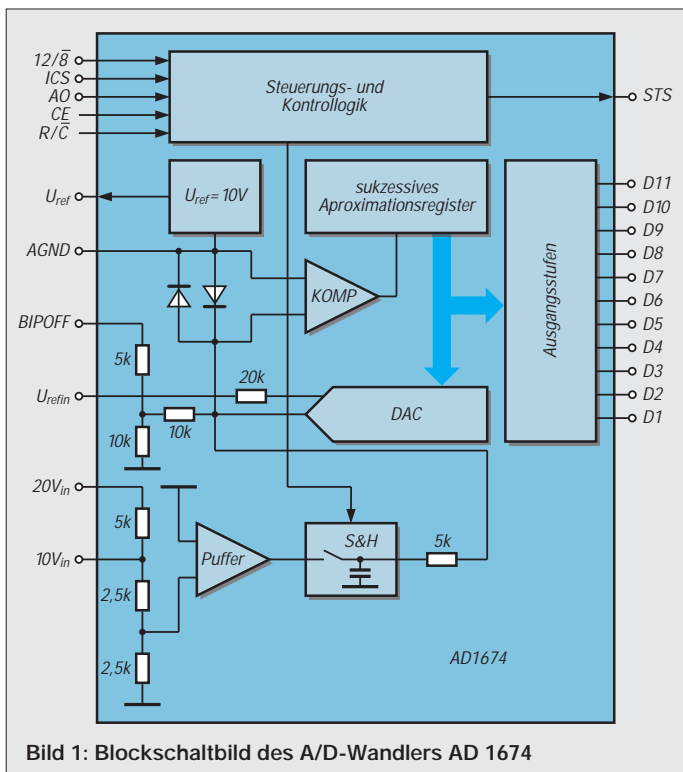 12/8̅
ICS
AO
CE
R/C̅
Steuerungs- und
Kontrollogik
STS
Uref
Uref = 10V
sukzessives
Aproximationsregister
AGND
KOMP
BIPOFF
5k
Urefin
20k
10k
10k
DAC
Ausgangsstufen
D11
D10
D9
D8
D7
D6
D5
D4
D3
D2
D1
20Vin
5k
10Vin
2,5k
2,5k
Puffer
S&H
5k
AD1674
Bild 1: Blockschaltbild des A/D-Wandlers AD 1674